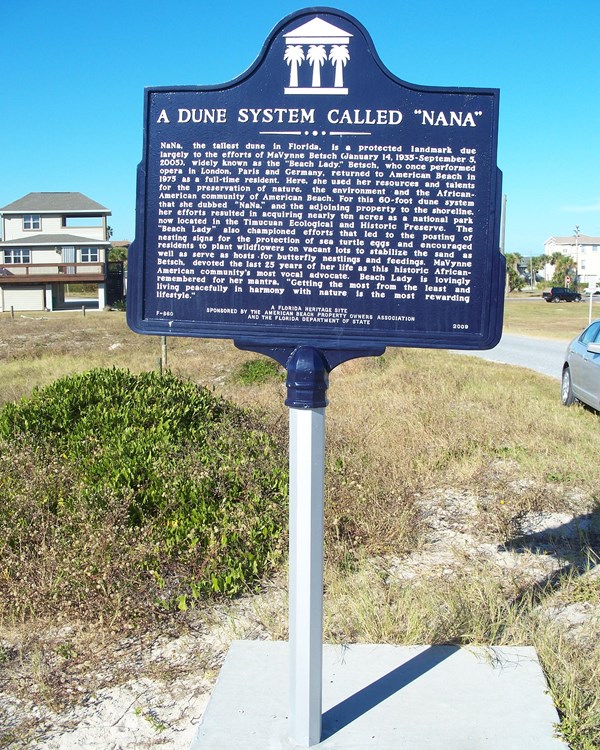 A DUNE SYSTEM CALLED "NANA"
NaNa, the tallest dune in Florida, is a protected landmark due
largely to the efforts of MaVynne Betsch (January 14, 1935-September 5,
2005), widely known as the "Beach Lady." Betsch, who once performed
opera in London, Paris and Germany, returned to American Beach in
1975 as a full-time resident. Here, she used her resources and talents
for the preservation of nature, the environment and the African-
American community of American Beach. For this 60-foot dune system
that she dubbed "NaNa," and the adjoining property to the shoreline,
her efforts resulted in acquiring nearly ten acres as a national park
now located in the Timucuan Ecological and Historic Preserve. The
"Beach Lady" also championed efforts that led to the posting of
nesting signs for the protection of sea turtle eggs and encouraged
residents to plant wildflowers on vacant lots to stabilize the sand as
well as serve as hosts for butterfly nestlings and feedings. MaVynne
Betsch, devoted the last 25 years of her life as this historic African-
American community's most vocal advocate. Beach Lady is lovingly
remembered for her mantra, "Getting the most from the least and
living peacefully in harmony with nature is the most rewarding
lifestyle."
A FLORIDA HERITAGE SITE
SPONSORED BY THE AMERICAN BEACH PROPERTY OWNERS ASSOCIATION
AND THE FLORIDA DEPARTMENT OF STATE
F-560 2008